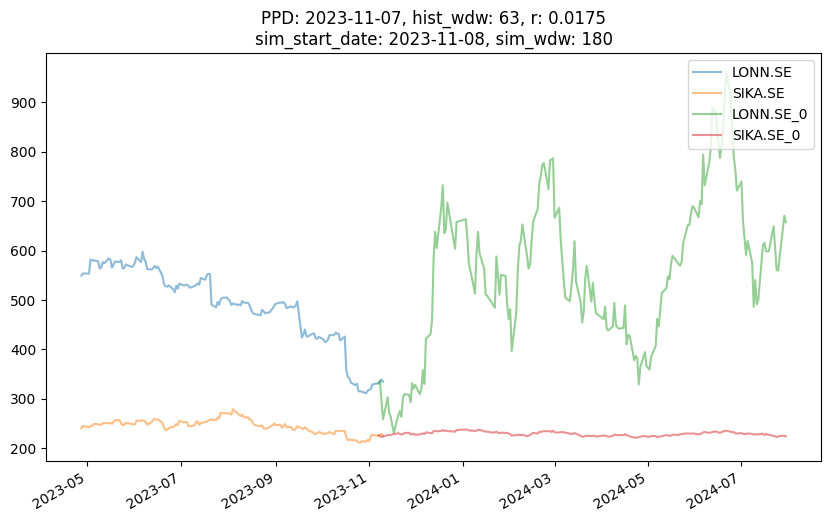 PPD: 2023-11-07, hist_wdw: 63, r: 0.0175
sim_start_date: 2023-11-08, sim_wdw: 180
LONN.SE
SIKA.SE
LONN.SE_0
SIKA.SE_0
900
800
700
600
500
400
300
200
2023-05
2023-07
2023-09
2023-11
2024-01
2024-03
2024-05
2024-07